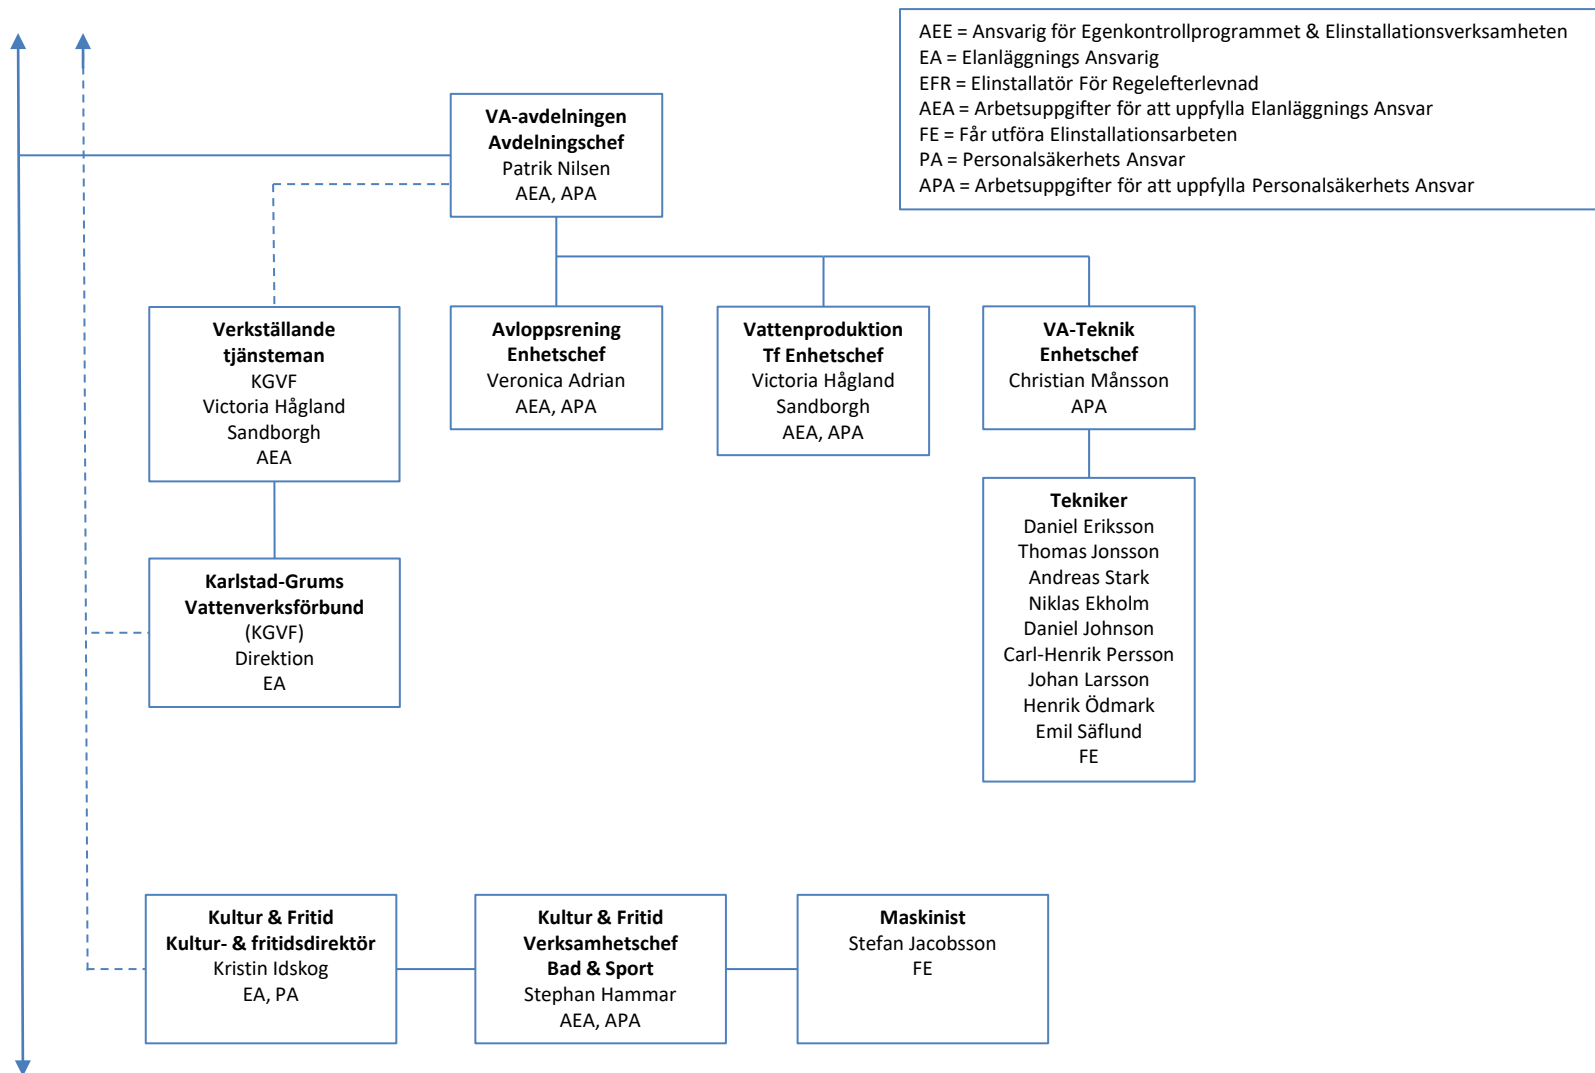 AEE = Ansvarig för Egenkontrollprogrammet & Elinstallationsverksamheten
EA = Elanläggnings Ansvarig
EFR = Elinstallatör För Regelefterlevnad
AEA = Arbetsuppgifter för att uppfylla Elanläggnings Ansvar
FE = Får utföra Elinstallationsarbeten
PA = Personalsäkerhets Ansvar
APA = Arbetsuppgifter för att uppfylla Personalsäkerhets Ansvar
VA-avdelningen
Avdelningschef
Patrik Nilsen
AEA, APA
Verkställande
tjänsteman
KGVF
Victoria Hågland
Sandborgh
AEA
Avloppsrening
Enhetschef
Veronica Adrian
AEA, APA
Vattenproduktion
Tf Enhetschef
Victoria Hågland
Sandborgh
AEA, APA
VA-Teknik
Enhetschef
Christian Månsson
APA
Tekniker
Daniel Eriksson
Thomas Jonsson
Andreas Stark
Niklas Ekholm
Daniel Johnson
Carl-Henrik Persson
Johan Larsson
Henrik Ödmark
Emil Säflund
FE
Karlstad-Grums
Vattenverksförbund
(KGVF)
Direktion
EA
Kultur & Fritid
Kultur- & fritidsdirektör
Kristin Idskog
EA, PA
Kultur & Fritid
Verksamhetschef
Bad & Sport
Stephan Hammar
AEA, APA
Maskinist
Stefan Jacobsson
FE